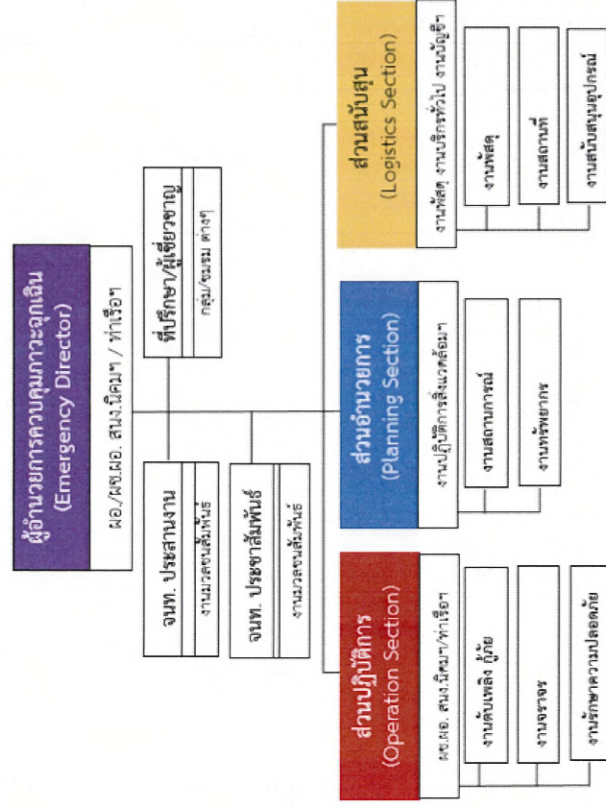 ผู้อำนวยการควบคุมภาวะฉุกเฉิน
(Emergency Director)
ผอ./ผช.ผอ. สนง.นิคมฯ / ท่าเรือฯ
จนท. ประสานงาน
งานมวลชนสัมพันธ์
ที่ปรึกษา/ผู้เชี่ยวชาญ
กลุ่ม/ชมรม ต่างๆ
จนท. ประชาสัมพันธ์
งานมวลชนสัมพันธ์
ส่วนปฏิบัติการ
(Operation Section)
ผช.ผอ. สนง.นิคมฯ/ท่าเรือฯ
งานดับเพลิง กู้ภัย
งานจราจร
งานรักษาความปลอดภัย
ส่วนอำนวยการ
(Planning Section)
งานปฏิบัติการสิ่งแวดล้อมฯ
งานสถานการณ์
งานทรัพยากร
ส่วนสนับสุน
(Logistics Section)
งานพัสดุ งานบริการทั่วไป งานบัญชีฯ
งานพัสดุ
งานสถานที่
งานสนับสนุนอุปกรณ์